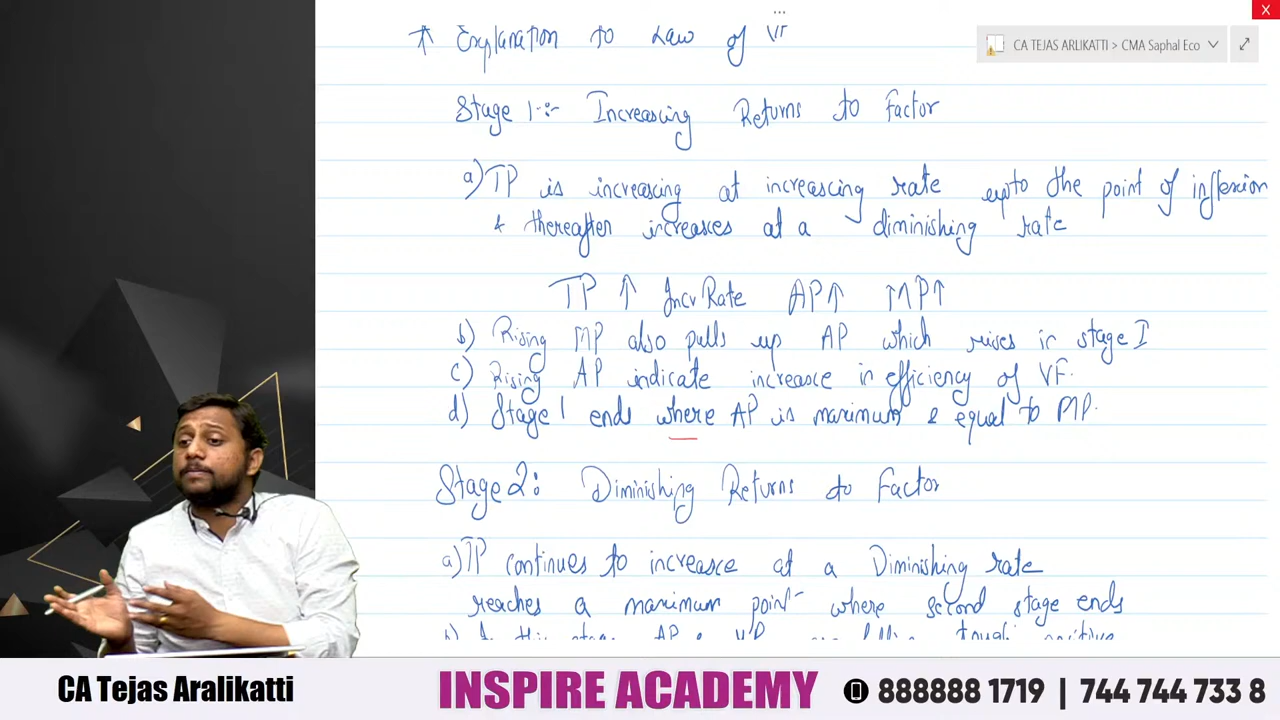 Explanation to Law of VF
CA TEJAS ARLIKATTI > CMA Saphal Eco
Stage 1 :- Increasing Returns to Factor
a) TP is increasing at increasing rate upto the point of inflexion
& thereafter increases at a diminishing rate
TP ↑ Incr Rate AP↑ ↑MP↑
b) Rising MP also pulls up AP which rises in stage I
c) Rising AP indicate increase in efficiency of VF.
d) Stage 1 ends where AP is maximum & equal to MP.
Stage 2: Diminishing Returns to Factor
a) TP continues to increase at a Diminishing rate
reaches a maximum point where second stage ends
CA Tejas Aralikatti
INSPIRE ACADEMY
888888 1719 | 744 744 733 8